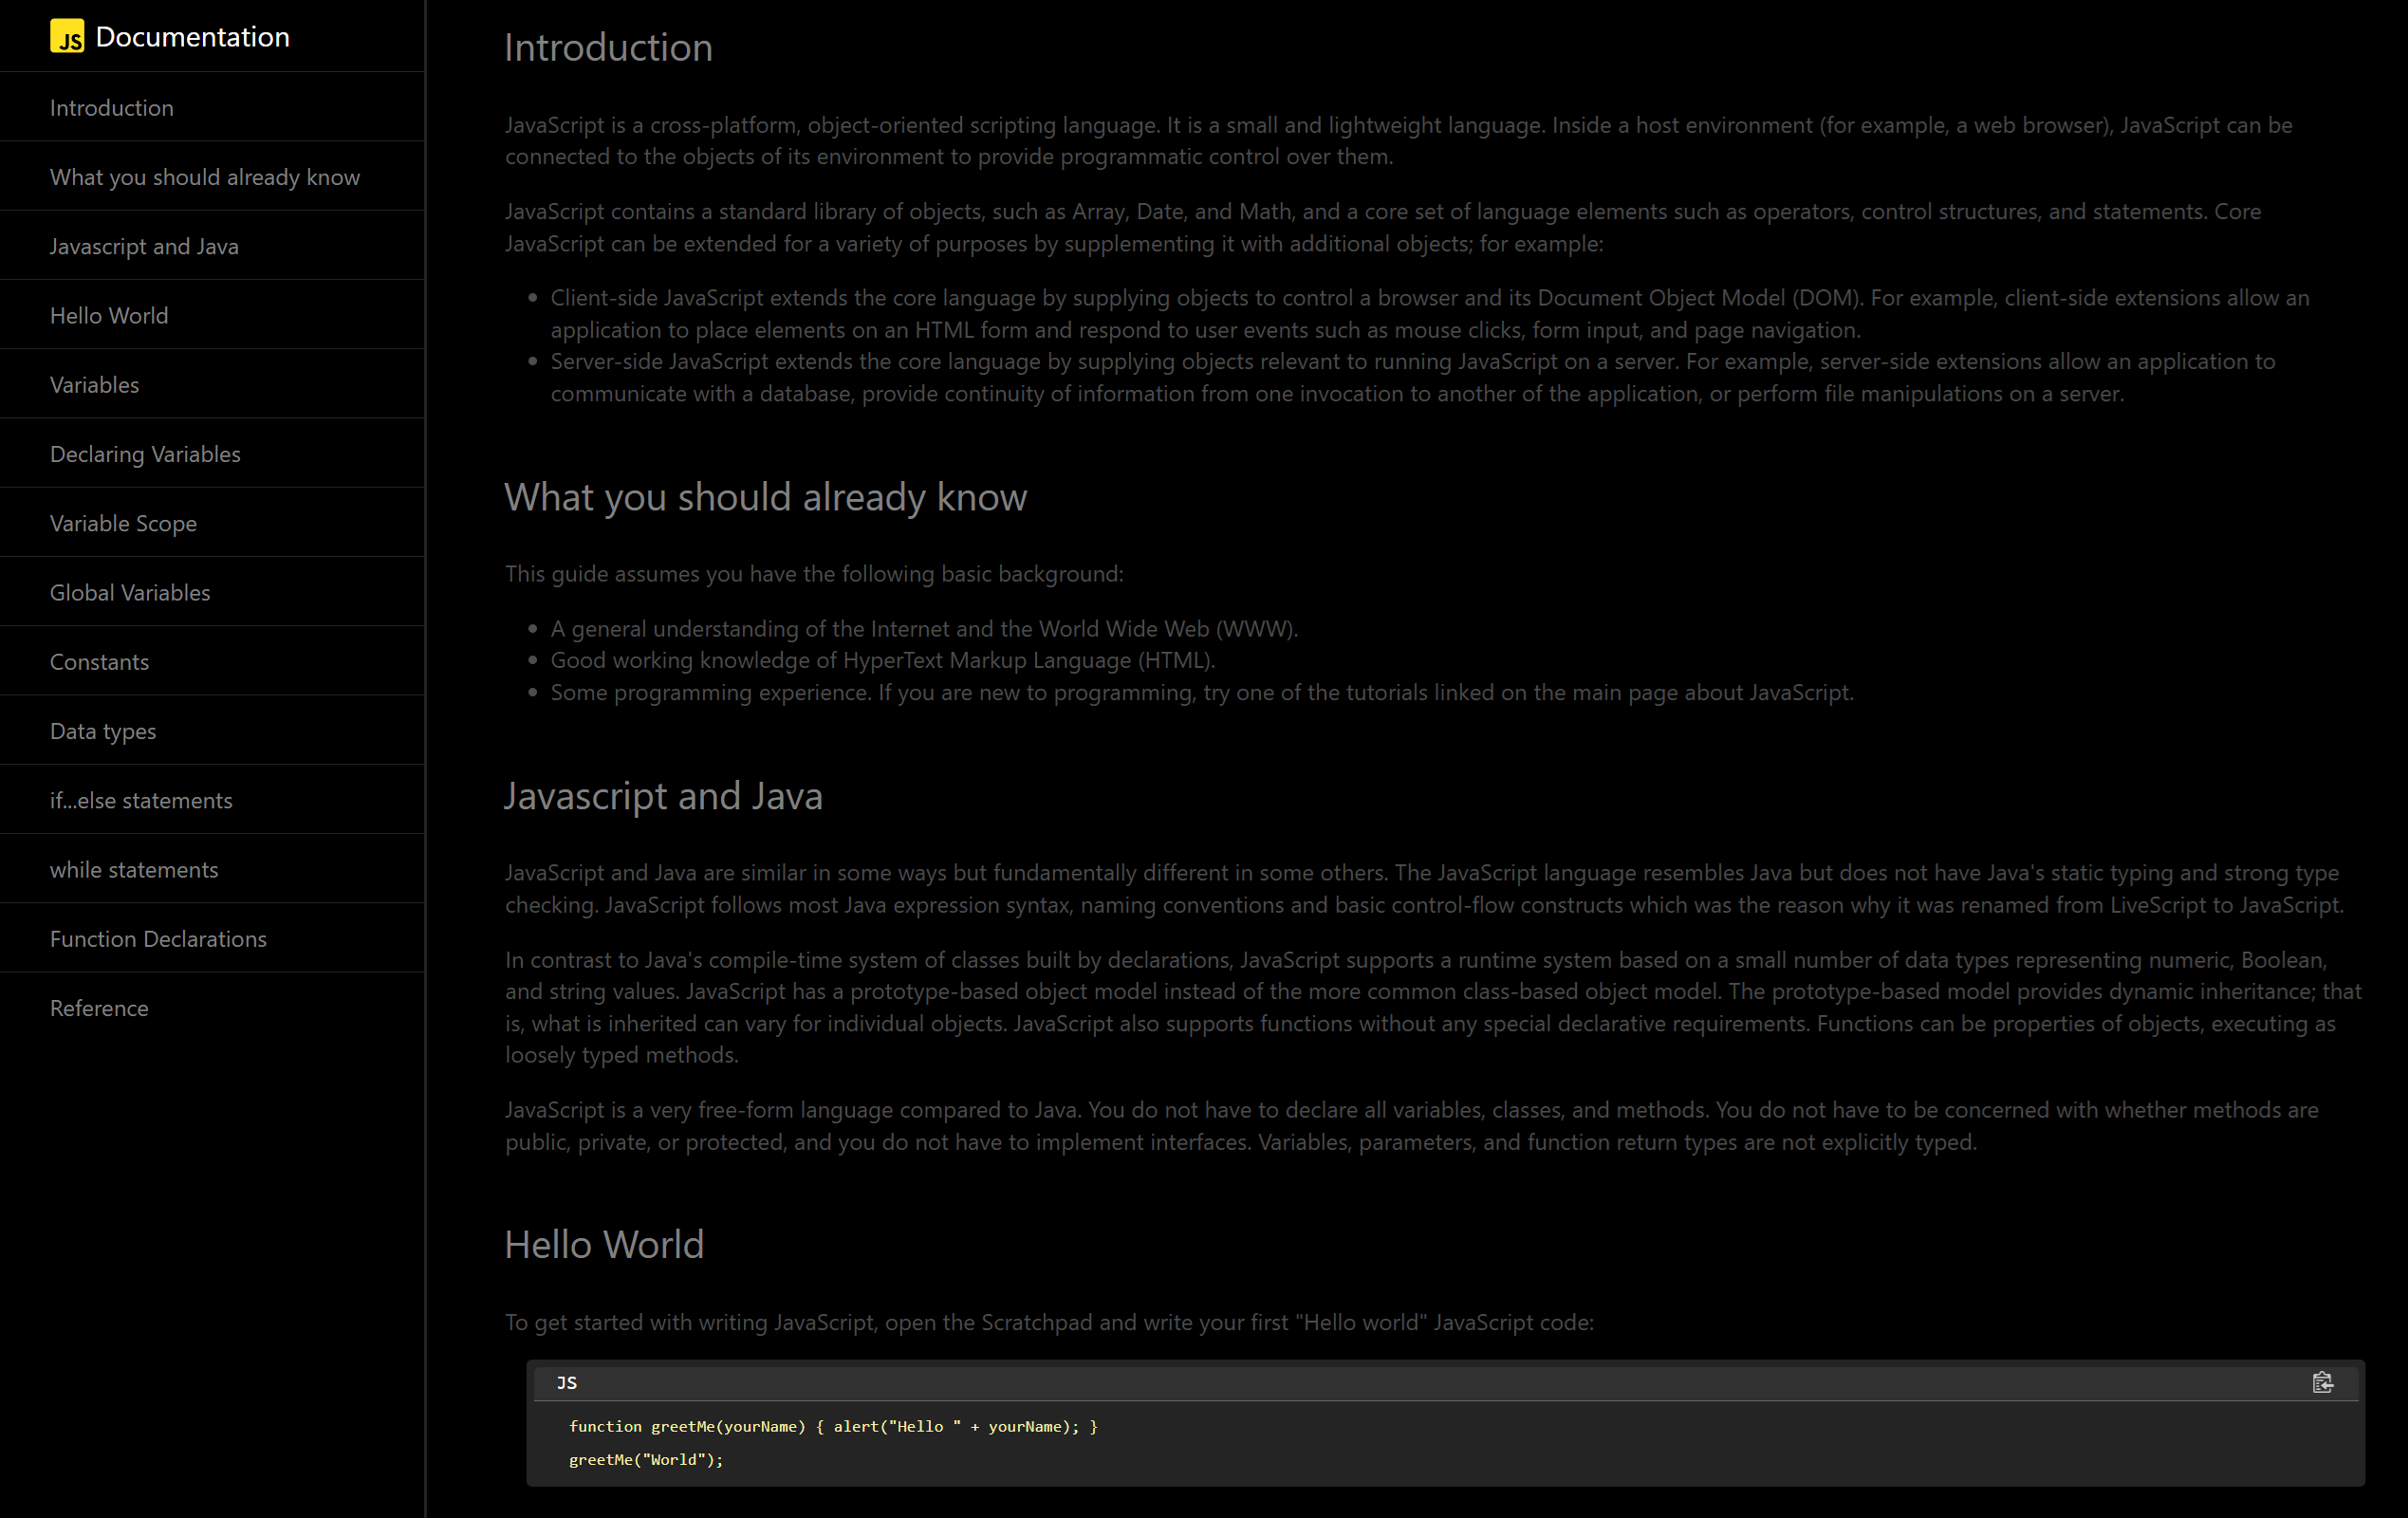 JS Documentation
Introduction
What you should already know
Javascript and Java
Hello World
Variables
Declaring Variables
Variable Scope
Global Variables
Constants
Data types
if...else statements
while statements
Function Declarations
Reference
Introduction
JavaScript is a cross-platform, object-oriented scripting language. It is a small and lightweight language. Inside a host environment (for example, a web browser), JavaScript can be
connected to the objects of its environment to provide programmatic control over them.
JavaScript contains a standard library of objects, such as Array, Date, and Math, and a core set of language elements such as operators, control structures, and statements. Core
JavaScript can be extended for a variety of purposes by supplementing it with additional objects; for example:
• Client-side JavaScript extends the core language by supplying objects to control a browser and its Document Object Model (DOM). For example, client-side extensions allow an
application to place elements on an HTML form and respond to user events such as mouse clicks, form input, and page navigation.
• Server-side JavaScript extends the core language by supplying objects relevant to running JavaScript on a server. For example, server-side extensions allow an application to
communicate with a database, provide continuity of information from one invocation to another of the application, or perform file manipulations on a server.
What you should already know
This guide assumes you have the following basic background:
• A general understanding of the Internet and the World Wide Web (WWW).
• Good working knowledge of HyperText Markup Language (HTML).
• Some programming experience. If you are new to programming, try one of the tutorials linked on the main page about JavaScript.
Javascript and Java
JavaScript and Java are similar in some ways but fundamentally different in some others. The JavaScript language resembles Java but does not have Java's static typing and strong type
checking. JavaScript follows most Java expression syntax, naming conventions and basic control-flow constructs which was the reason why it was renamed from LiveScript to JavaScript.
In contrast to Java's compile-time system of classes built by declarations, JavaScript supports a runtime system based on a small number of data types representing numeric, Boolean,
and string values. JavaScript has a prototype-based object model instead of the more common class-based object model. The prototype-based model provides dynamic inheritance; that
is, what is inherited can vary for individual objects. JavaScript also supports functions without any special declarative requirements. Functions can be properties of objects, executing as
loosely typed methods.
JavaScript is a very free-form language compared to Java. You do not have to declare all variables, classes, and methods. You do not have to be concerned with whether methods are
public, private, or protected, and you do not have to implement interfaces. Variables, parameters, and function return types are not explicitly typed.
Hello World
To get started with writing JavaScript, open the Scratchpad and write your first "Hello world" JavaScript code:
JS
function greetMe(yourName) { alert("Hello " + yourName); }
greetMe("World");